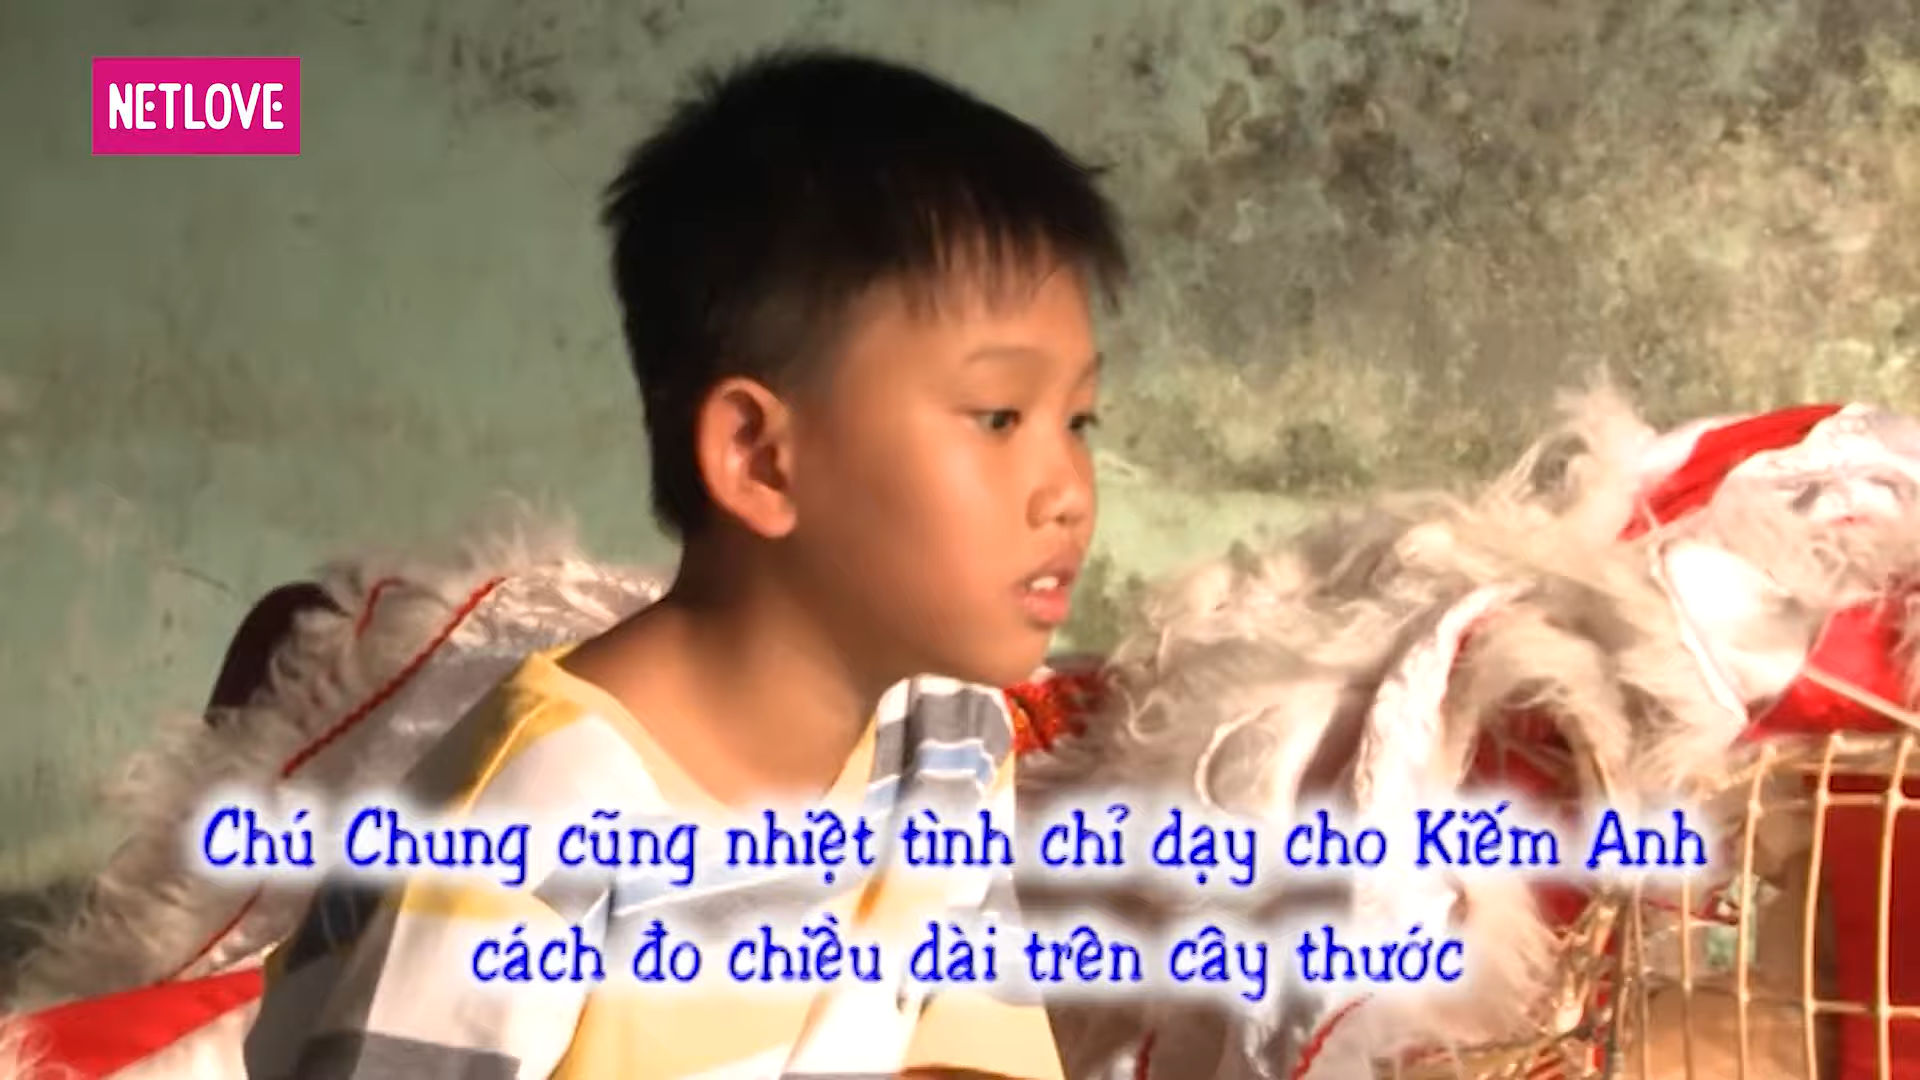 NETLOVE
Chú Chung cũng nhiệt tình chỉ dạy cho Kiếm Anh
cách đo chiều dài trên cây thước